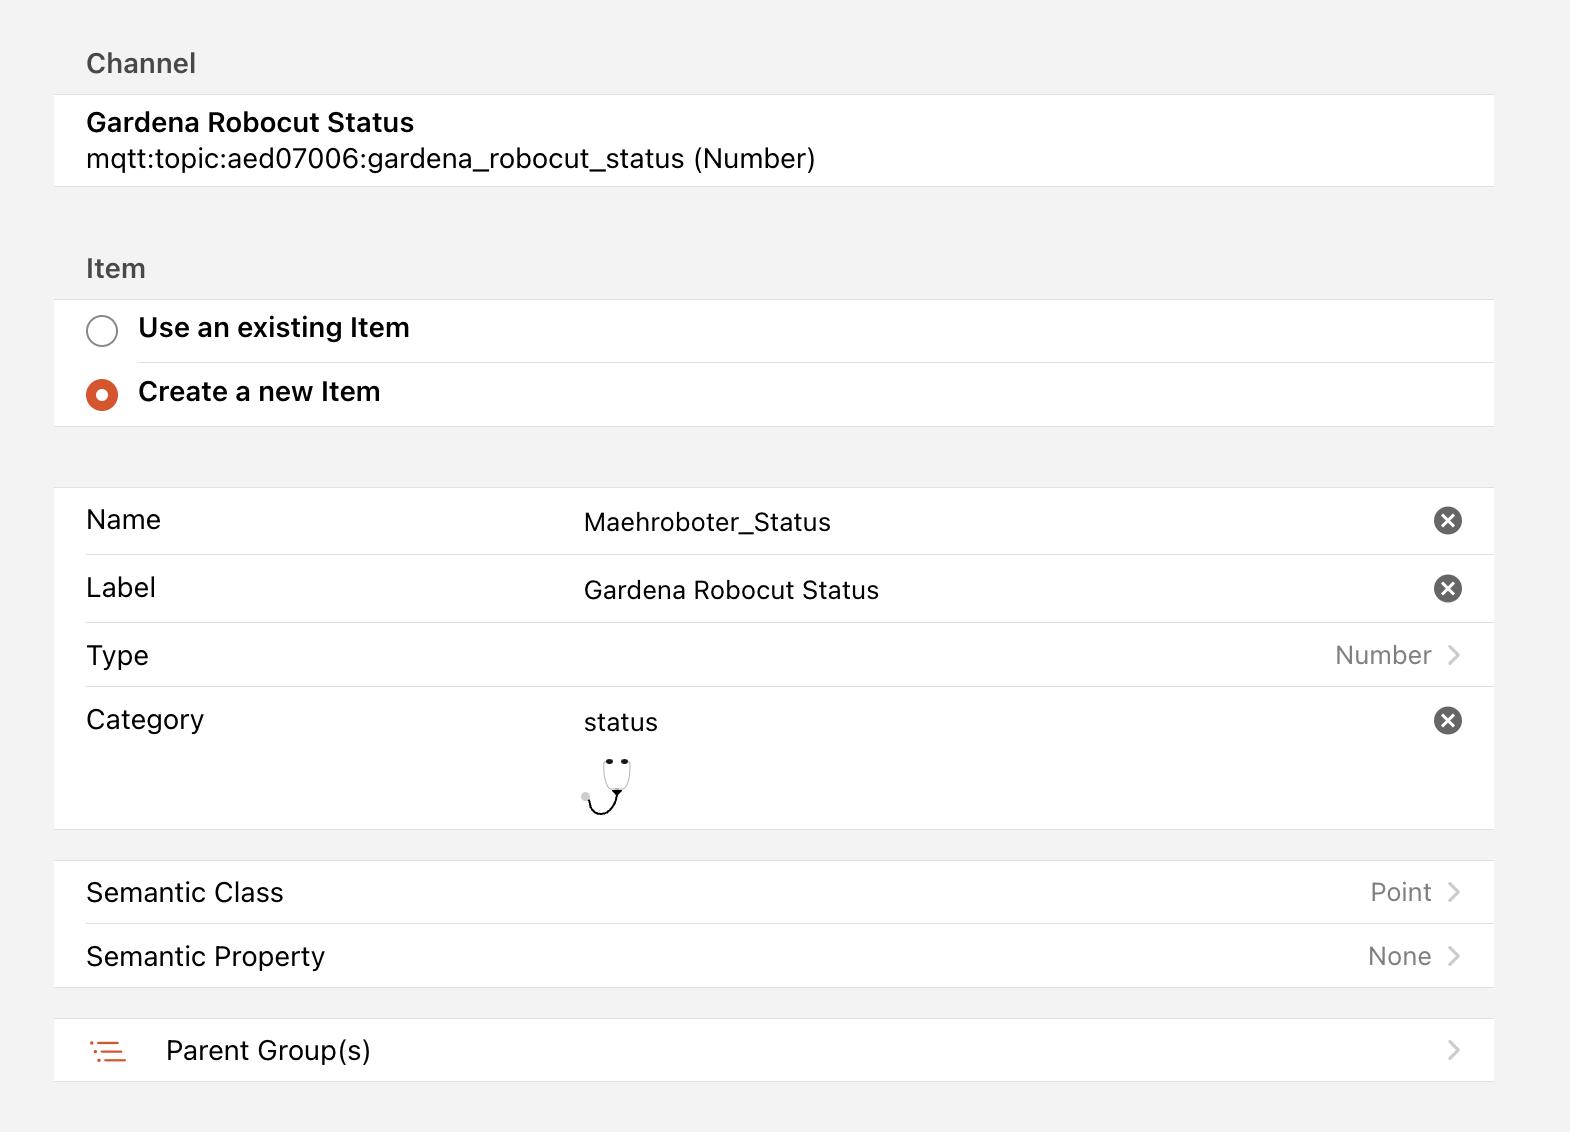 Channel
Gardena Robocut Status
mqtt:topic:aed07006:gardena_robocut_status (Number)
Item
Use an existing Item
Create a new Item
Name Maehroboter_Status
Label Gardena Robocut Status
Type Number
Category status
Semantic Class Point
Semantic Property None
Parent Group(s)